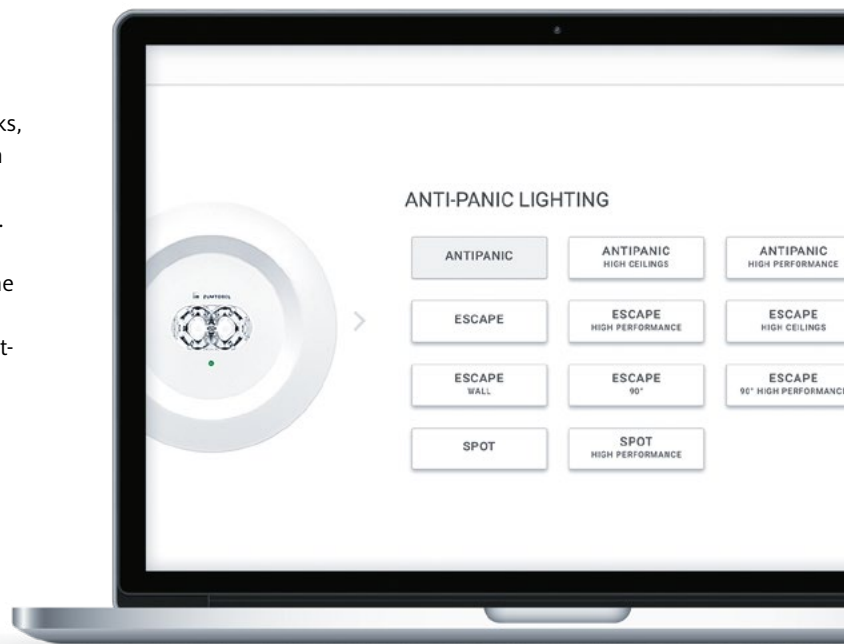 ks,
ne
t-
ZUMTOBEL
ANTI-PANIC LIGHTING
ANTIPANIC
ANTIPANIC
HIGH CEILINGS
ANTIPANIC
HIGH PERFORMANCE
ESCAPE
ESCAPE
HIGH PERFORMANCE
ESCAPE
HIGH CEILINGS
ESCAPE
WALL
ESCAPE
90°
ESCAPE
90° HIGH PERFORMANCE
SPOT
SPOT
HIGH PERFORMANCE